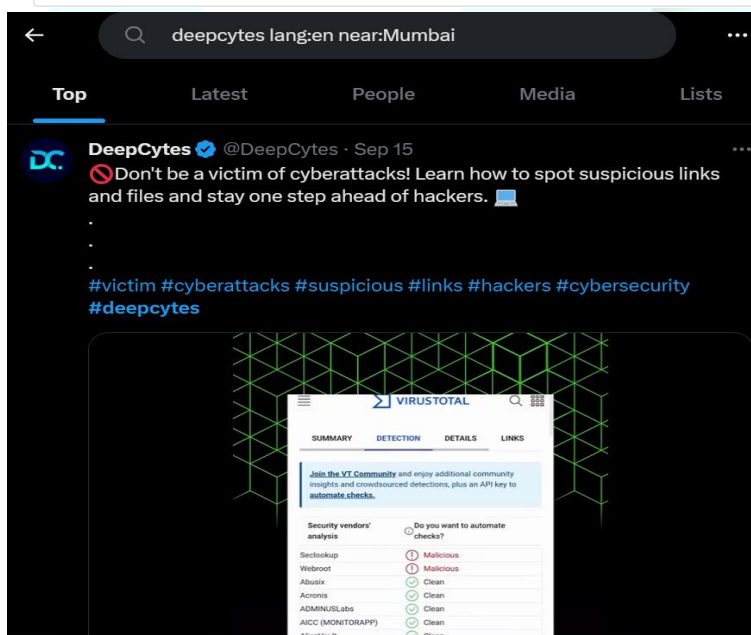 deepcytes lang:en near:Mumbai
Top Latest People Media Lists
DC.
DeepCytes @DeepCytes · Sep 15
🚫Don't be a victim of cyberattacks! Learn how to spot suspicious links
and files and stay one step ahead of hackers. 💻
.
.
.
#victim #cyberattacks #suspicious #links #hackers #cybersecurity
#deepcytes
VIRUSTOTAL
SUMMARY DETECTION DETAILS LINKS
Join the VT Community and enjoy additional community
insights and crowdsourced detections, plus an API key to
automate checks.
Security vendors' analysis
Do you want to automate checks?
Seclookup Malicious
Webroot Malicious
Abusix Clean
Acronis Clean
ADMINUSLabs Clean
AICC (MONITORAPP) Clean